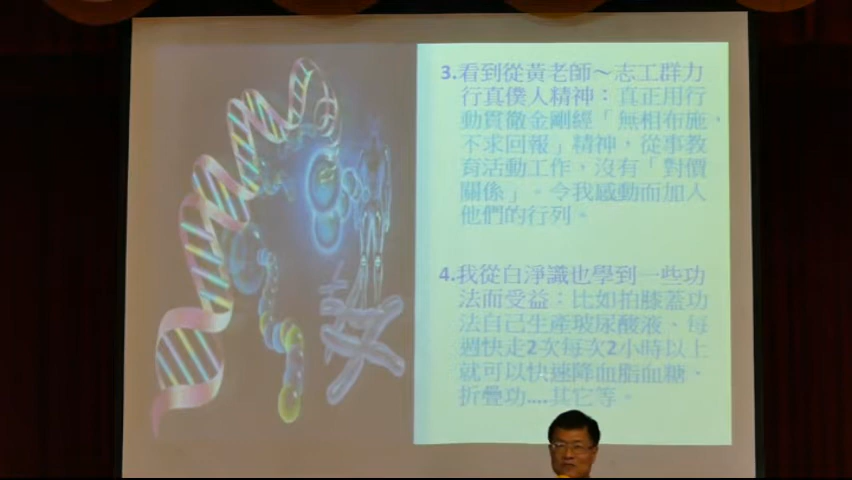 3.看到從黃老師～志工群力
行真僕人精神：真正用行
動貫徹金剛經「無相布施、
不求回報」精神，從事教
育活動工作，沒有「對價
關係」。令我感動而加入
他們的行列。
4.我從白淨識也學到一些功
法而受益：比如拍膝蓋功
法自己生產玻尿酸液、每
週快走2次每次2小時以上
就可以快速降血脂血糖、
折疊功....其它等。